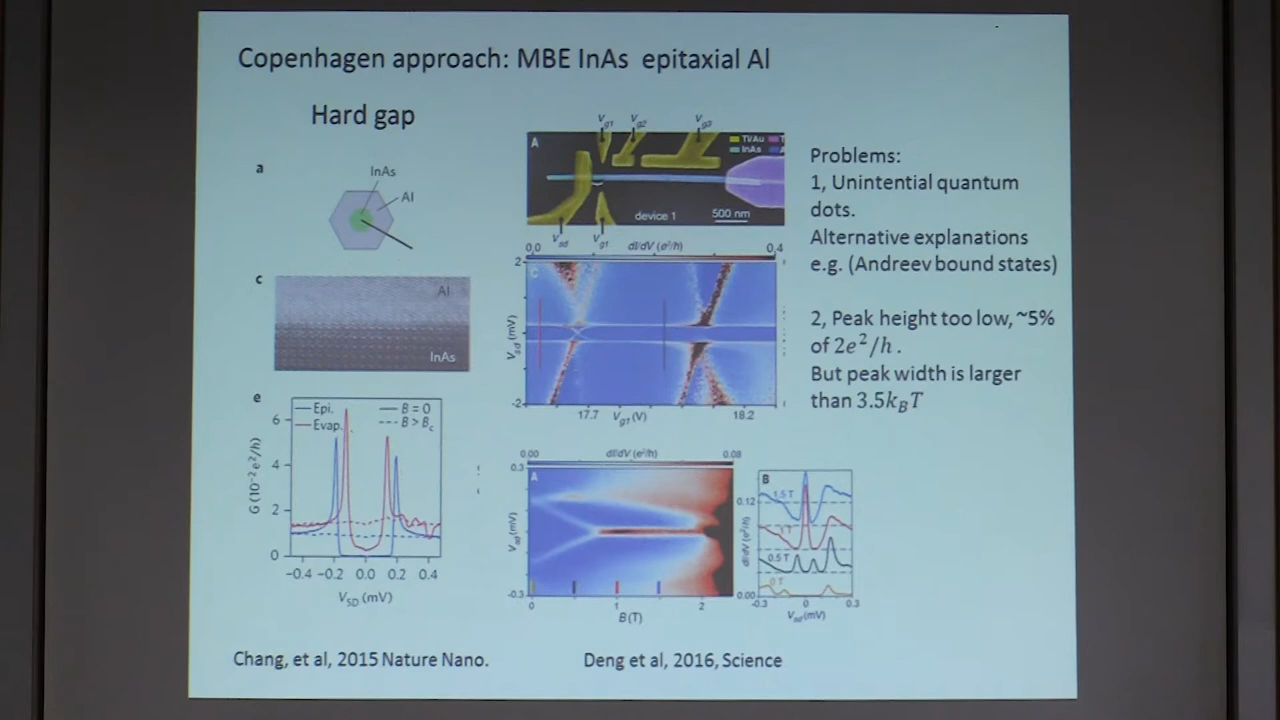 Copenhagen approach: MBE InAs epitaxial Al
Hard gap
a
InAs
Al
c
Al
InAs
e
Epi.
Evap.
B = 0
B > Bc
G (10⁻² e²/h)
6
4
2
0
−0.4 −0.2 0.0 0.2 0.4
VSD (mV)
Chang, et al, 2015 Nature Nano.
Vg1 Vg2 Vg3
A
Ti/Au
InAs
device 1
500 nm
Vsd Vg1
dI/dV (e²/h)
0.0 0.4
C
2
-2
Vsd (mV)
17.7 Vg1 (V) 18.2
dI/dV (e²/h)
0.00 0.08
A
0.3
-0.3
Vsd (mV)
0 1 2
B (T)
B
1.5 T
1 T
0.5 T
0 T
0.12
0.00
dI/dV (e²/h)
-0.3 0 0.3
Vsd (mV)
Deng et al, 2016, Science
Problems:
1, Unintential quantum
dots.
Alternative explanations
e.g. (Andreev bound states)
2, Peak height too low, ~5%
of 2e²/h .
But peak width is larger
than 3.5kBT